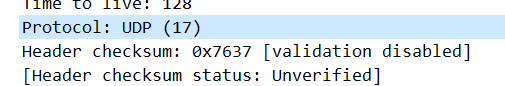 Time to live: 128
Protocol: UDP (17)
Header checksum: 0x7637 [validation disabled]
[Header checksum status: Unverified]